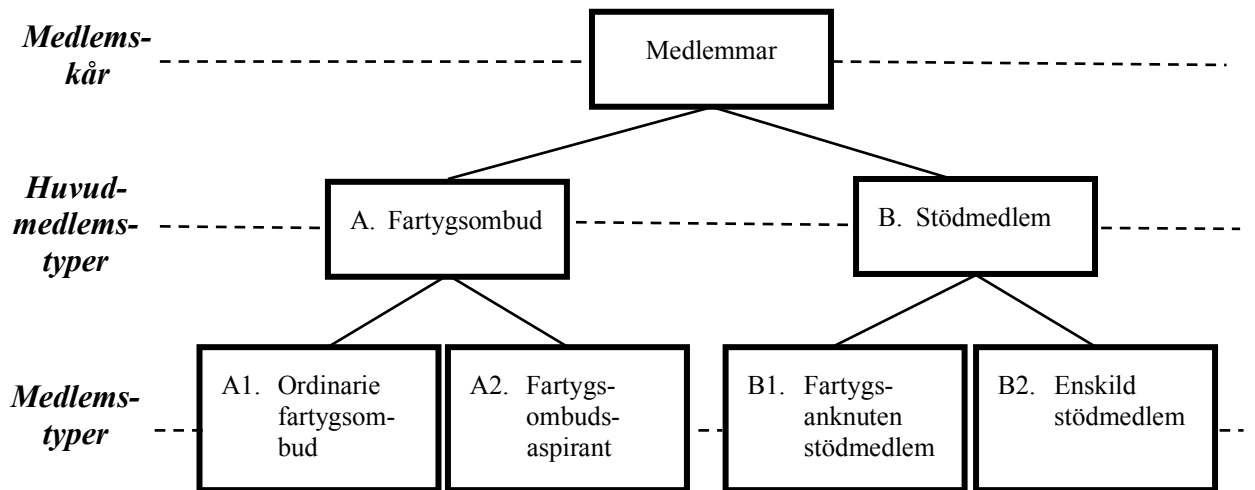 Medlems-
kår
Medlemmar
Huvud-
medlems-
typer
A. Fartygsombud
B. Stödmedlem
Medlems-
typer
A1. Ordinarie
fartygsom-
bud
A2. Fartygs-
ombuds-
aspirant
B1. Fartygs-
anknuten
stödmedlem
B2. Enskild
stödmedlem